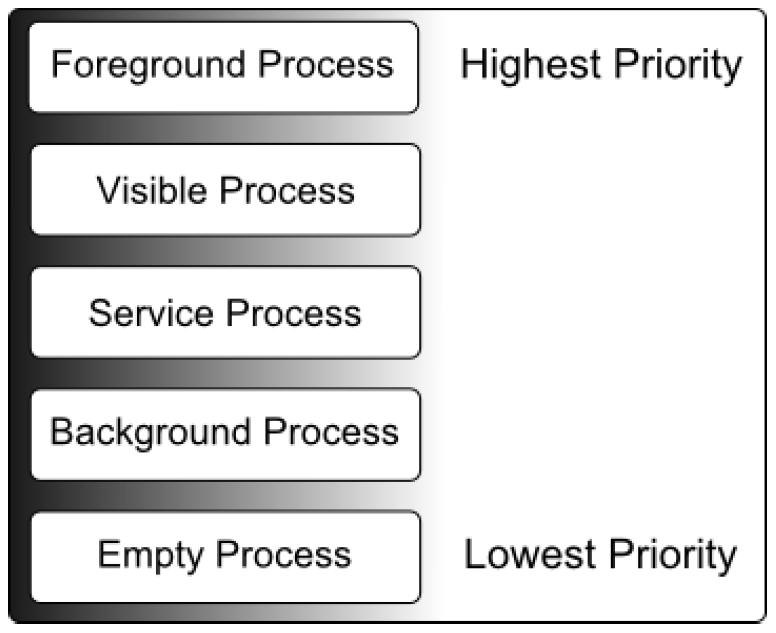 Foreground Process
Highest Priority
Visible Process
Service Process
Background Process
Empty Process
Lowest Priority